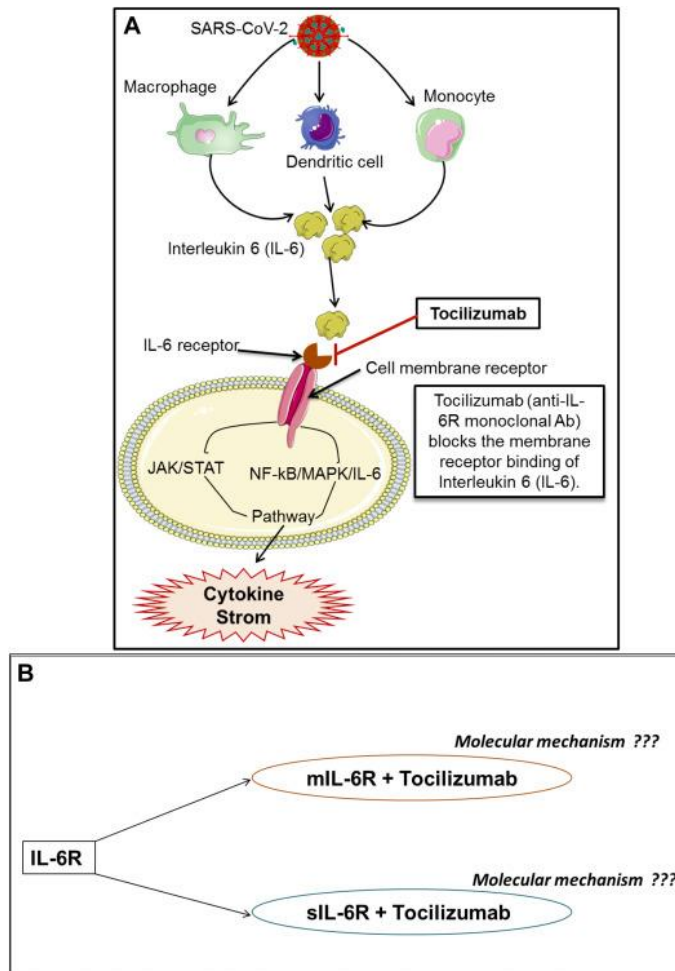 A
SARS-CoV-2
Macrophage
Monocyte
Dendritic cell
Interleukin 6 (IL-6)
Tocilizumab
IL-6 receptor
Cell membrane receptor
Tocilizumab (anti-IL-
6R monoclonal Ab)
blocks the membrane
receptor binding of
Interleukin 6 (IL-6).
JAK/STAT
NF-kB/MAPK/IL-6
Pathway
Cytokine
Strom
B
Molecular mechanism ???
mIL-6R + Tocilizumab
IL-6R
Molecular mechanism ???
sIL-6R + Tocilizumab